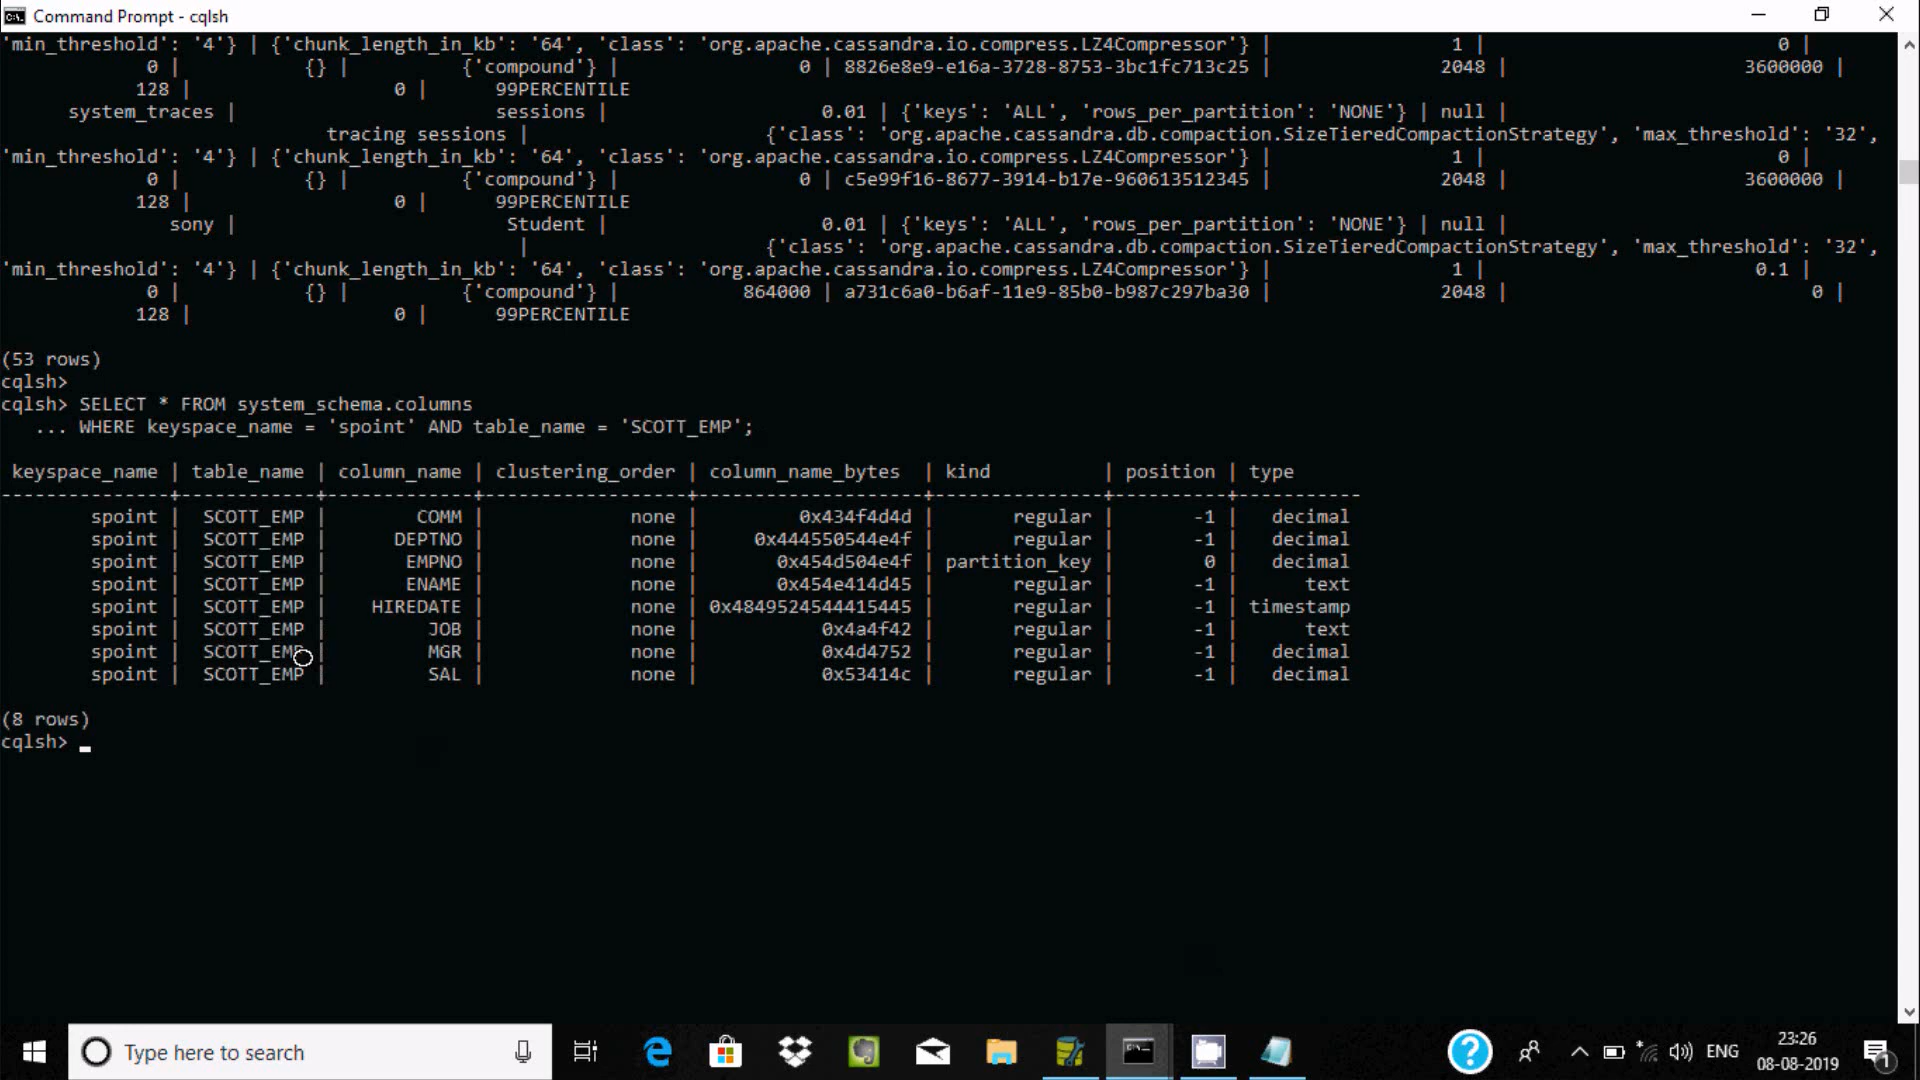 Command Prompt - cqlsh
'min_threshold': '4'} | {'chunk_length_in_kb': '64', 'class': 'org.apache.cassandra.io.compress.LZ4Compressor'} | 1 | 0 |
0 | {} | {'compound'} | 0 | 8826e8e9-e16a-3728-8753-3bc1fc713c25 | 2048 | 3600000 |
128 | 0 | 99PERCENTILE
system_traces | sessions | 0.01 | {'keys': 'ALL', 'rows_per_partition': 'NONE'} | null |
tracing sessions | {'class': 'org.apache.cassandra.db.compaction.SizeTieredCompactionStrategy', 'max_threshold': '32',
'min_threshold': '4'} | {'chunk_length_in_kb': '64', 'class': 'org.apache.cassandra.io.compress.LZ4Compressor'} | 1 | 0 |
0 | {} | {'compound'} | 0 | c5e99f16-8677-3914-b17e-960613512345 | 2048 | 3600000 |
128 | 0 | 99PERCENTILE
sony | Student | 0.01 | {'keys': 'ALL', 'rows_per_partition': 'NONE'} | null |
| {'class': 'org.apache.cassandra.db.compaction.SizeTieredCompactionStrategy', 'max_threshold': '32',
'min_threshold': '4'} | {'chunk_length_in_kb': '64', 'class': 'org.apache.cassandra.io.compress.LZ4Compressor'} | 1 | 0.1 |
0 | {} | {'compound'} | 864000 | a731c6a0-b6af-11e9-85b0-b987c297ba30 | 2048 | 0 |
128 | 0 | 99PERCENTILE
(53 rows)
cqlsh>
cqlsh> SELECT * FROM system_schema.columns
... WHERE keyspace_name = 'spoint' AND table_name = 'SCOTT_EMP';
keyspace_name | table_name | column_name | clustering_order | column_name_bytes | kind | position | type
---------------+------------+-------------+------------------+--------------------+---------------+----------+-----------
spoint | SCOTT_EMP | COMM | none | 0x434f4d4d | regular | -1 | decimal
spoint | SCOTT_EMP | DEPTNO | none | 0x444550544e4f | regular | -1 | decimal
spoint | SCOTT_EMP | EMPNO | none | 0x454d504e4f | partition_key | 0 | decimal
spoint | SCOTT_EMP | ENAME | none | 0x454e414d45 | regular | -1 | text
spoint | SCOTT_EMP | HIREDATE | none | 0x4849524544415445 | regular | -1 | timestamp
spoint | SCOTT_EMP | JOB | none | 0x4a4f42 | regular | -1 | text
spoint | SCOTT_EMP | MGR | none | 0x4d4752 | regular | -1 | decimal
spoint | SCOTT_EMP | SAL | none | 0x53414c | regular | -1 | decimal
(8 rows)
cqlsh> _
Type here to search
ENG
23:26
08-08-2019
1